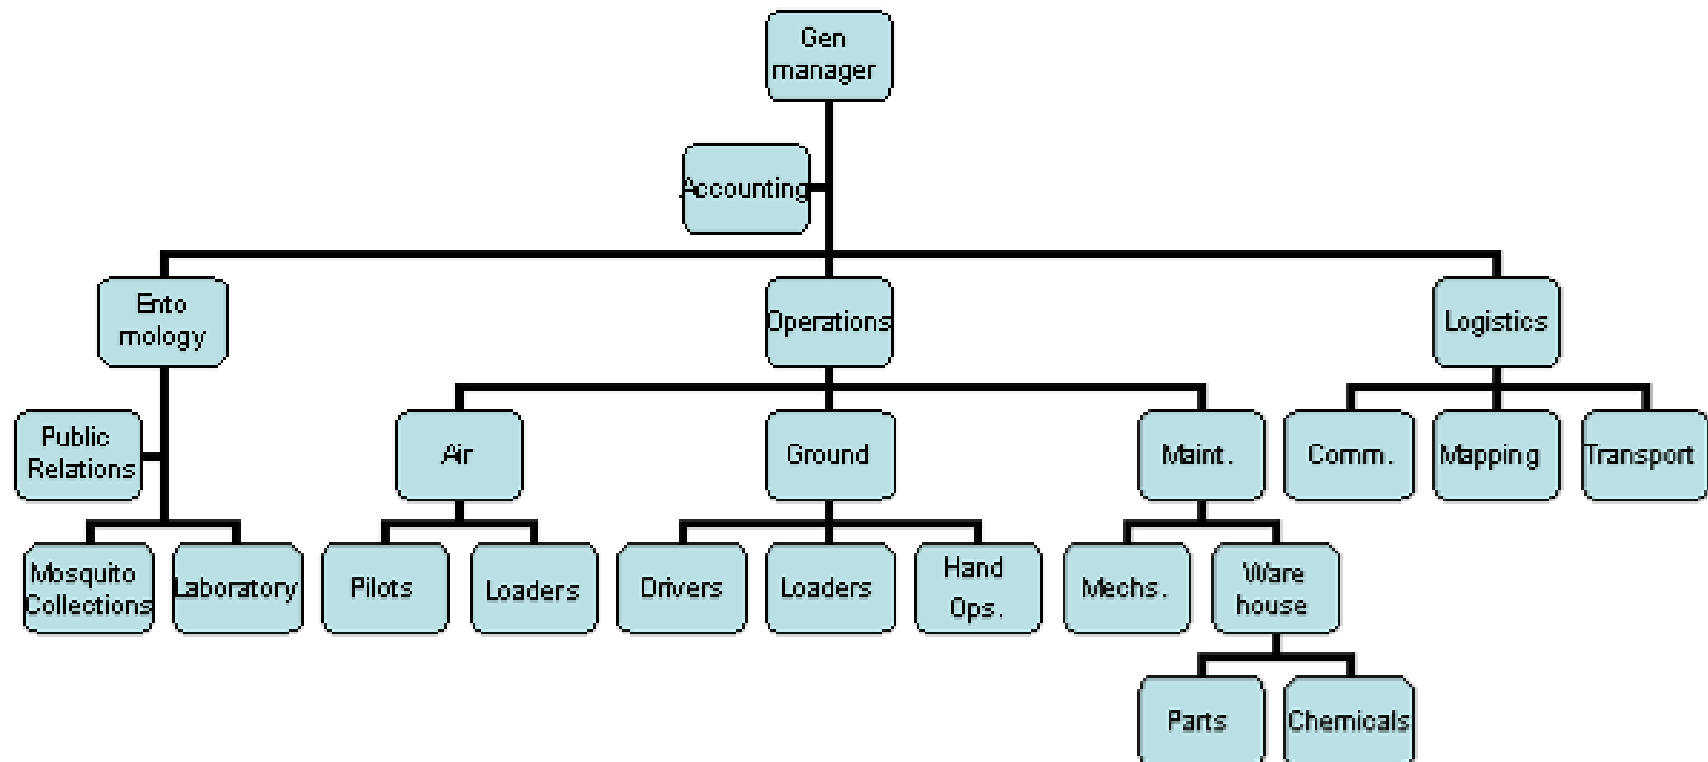 Gen
manager
Accounting
Ento
mology
Operations
Logistics
Public
Relations
Air
Ground
Maint.
Comm.
Mapping
Transport
Mosquito
Collections
Laboratory
Pilots
Loaders
Drivers
Loaders
Hand
Ops.
Mechs.
Ware
house
Parts
Chemicals